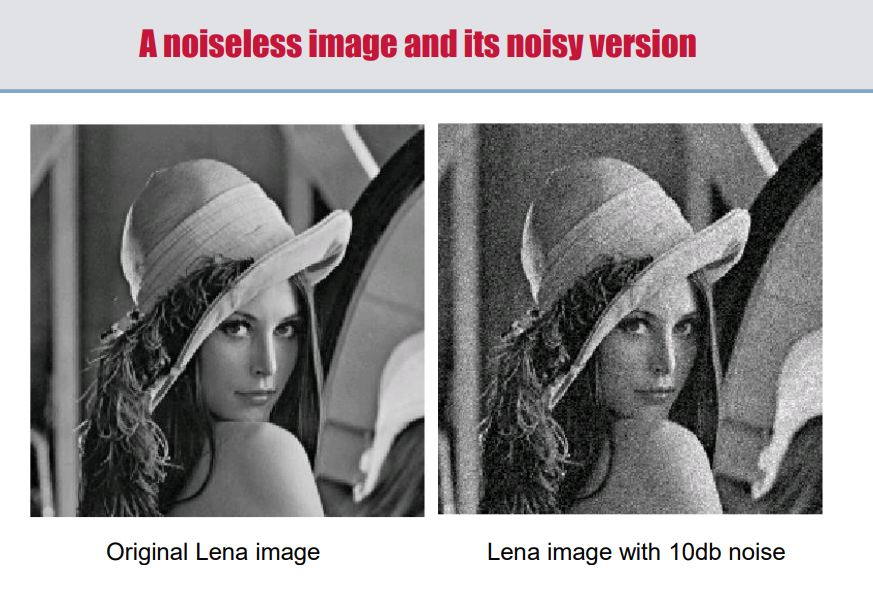 A noiseless image and its noisy version
Original Lena image
Lena image with 10db noise